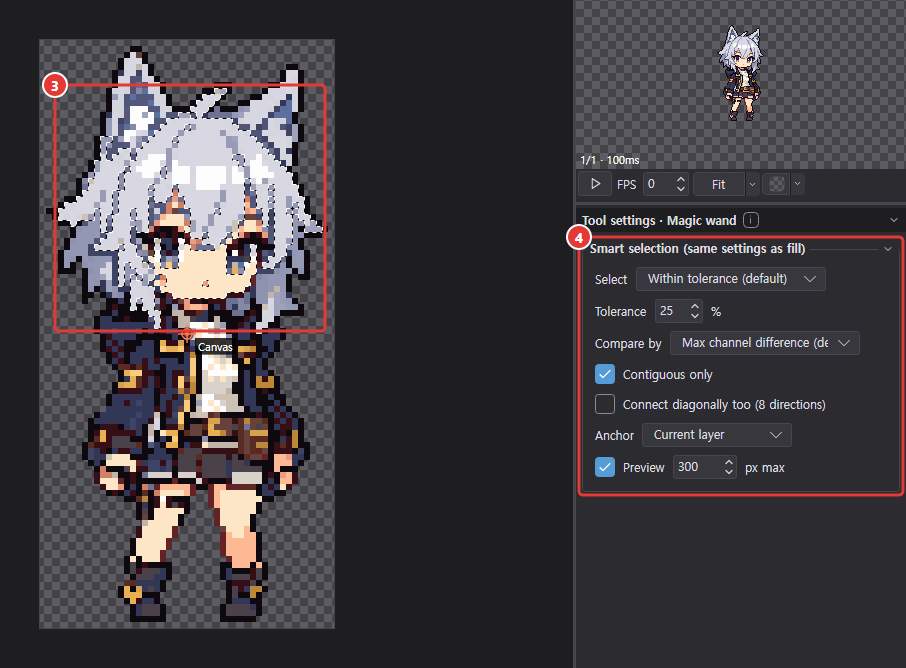 3
Canvas
1/1 · 100ms
FPS 0 Fit
Tool settings · Magic wand i
4
Smart selection (same settings as fill)
Select Within tolerance (default)
Tolerance 25 %
Compare by Max channel difference (de
Contiguous only
Connect diagonally too (8 directions)
Anchor Current layer
Preview 300 px max